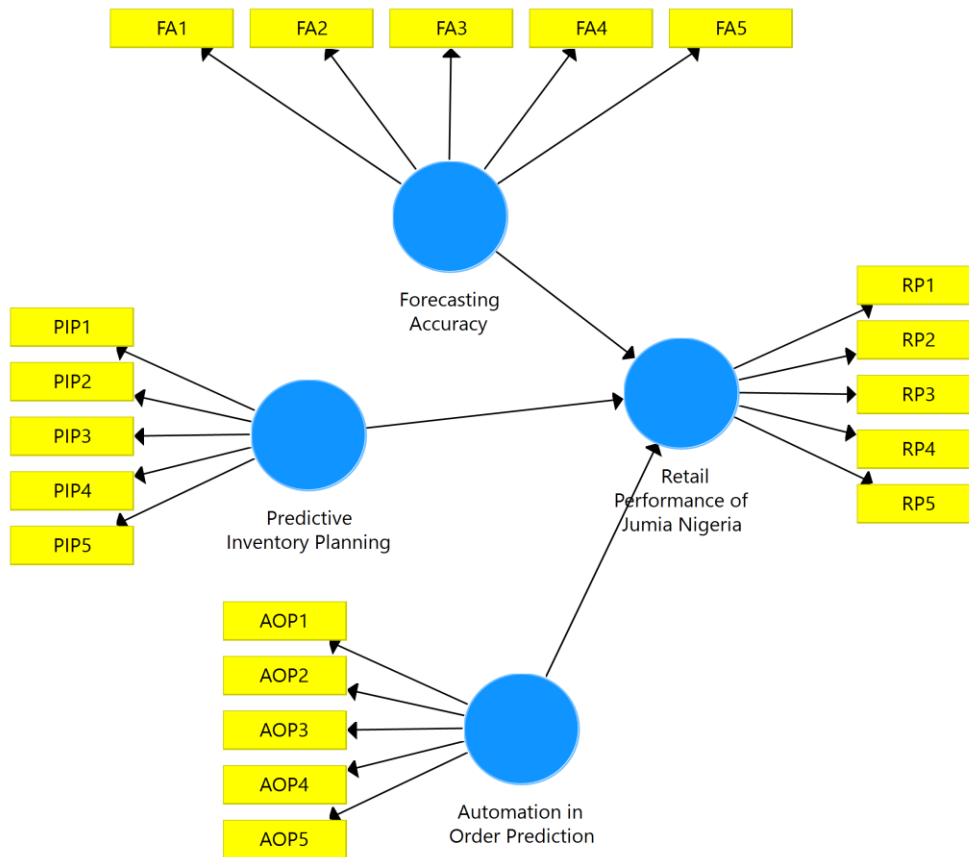 FA1
FA2
FA3
FA4
FA5
Forecasting
Accuracy
PIP1
PIP2
PIP3
PIP4
PIP5
Predictive
Inventory Planning
RP1
RP2
RP3
RP4
RP5
Retail
Performance of
Jumia Nigeria
AOP1
AOP2
AOP3
AOP4
AOP5
Automation in
Order Prediction